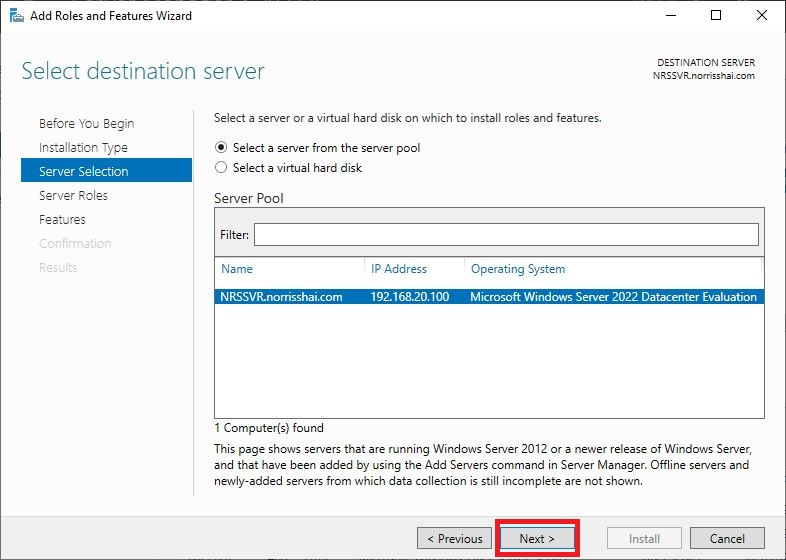 Add Roles and Features Wizard
Select destination server
DESTINATION SERVER
NRSSVR.norrisshai.com
Before You Begin
Installation Type
Server Selection
Server Roles
Features
Confirmation
Results
Select a server or a virtual hard disk on which to install roles and features.
Select a server from the server pool
Select a virtual hard disk
Server Pool
Filter:
Name IP Address Operating System
NRSSVR.norrisshai.com 192.168.20.100 Microsoft Windows Server 2022 Datacenter Evaluation
1 Computer(s) found
This page shows servers that are running Windows Server 2012 or a newer release of Windows Server,
and that have been added by using the Add Servers command in Server Manager. Offline servers and
newly-added servers from which data collection is still incomplete are not shown.
< Previous Next > Install Cancel